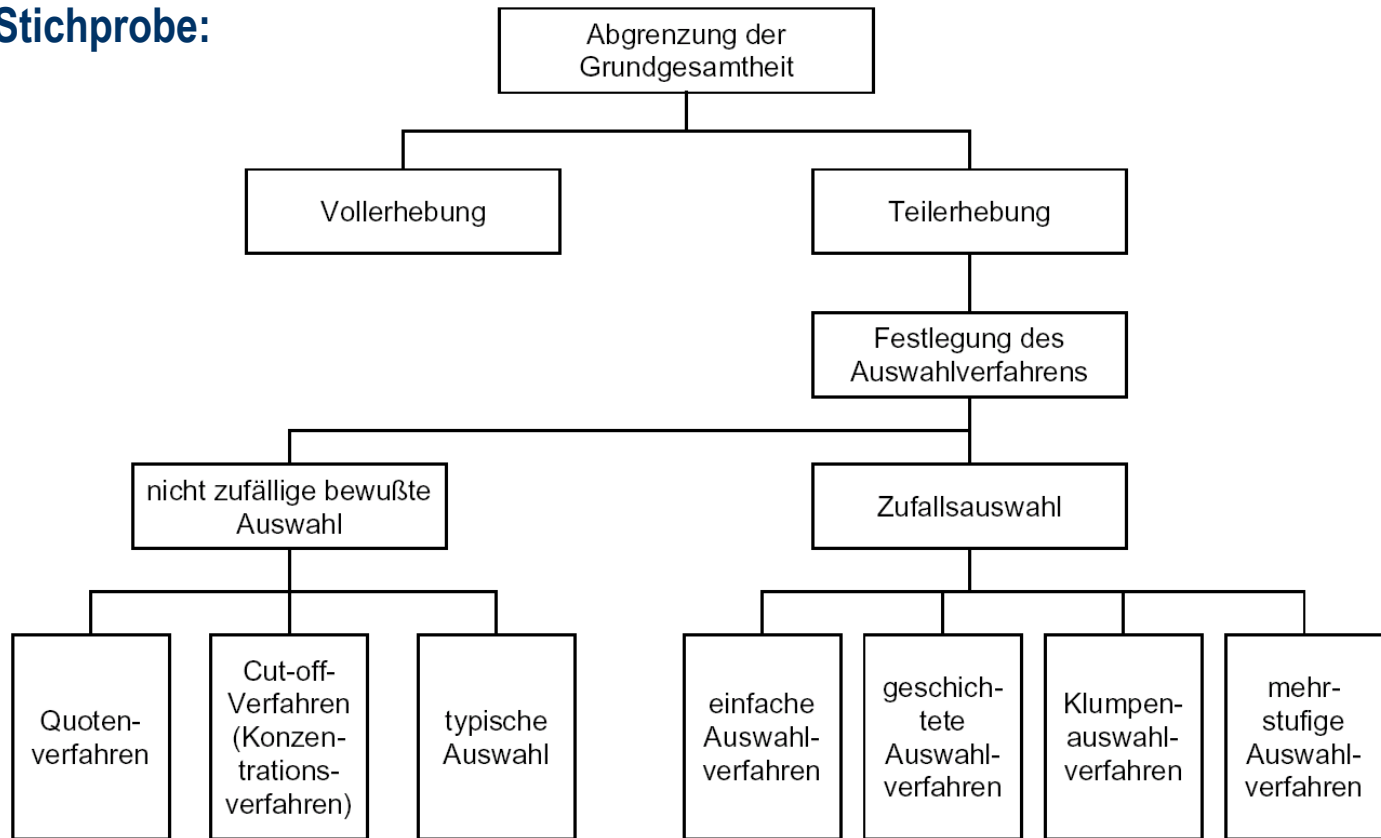 Stichprobe:
Abgrenzung der
Grundgesamtheit
Vollerhebung
Teilerhebung
Festlegung des
Auswahlverfahrens
nicht zufällige bewußte
Auswahl
Zufallsauswahl
Quoten-
verfahren
Cut-off-
Verfahren
(Konzen-
trations-
verfahren)
typische
Auswahl
einfache
Auswahl-
verfahren
geschich-
tete
Auswahl-
verfahren
Klumpen-
auswahl-
verfahren
mehr-
stufige
Auswahl-
verfahren